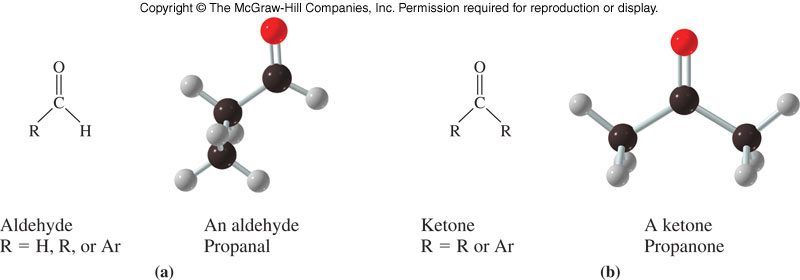 Copyright © The McGraw-Hill Companies, Inc. Permission required for reproduction or display.
O
C
R H
Aldehyde
R = H, R, or Ar
An aldehyde
Propanal
(a)
O
C
R R
Ketone
R = R or Ar
A ketone
Propanone
(b)